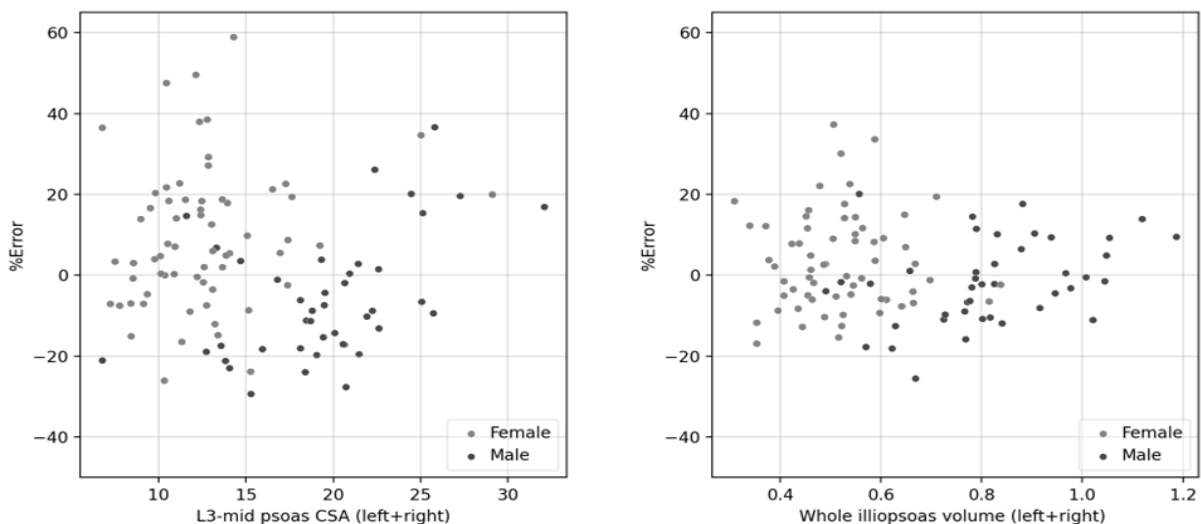 60
40
20
0
−20
−40
%Error
10
15
20
25
30
L3-mid psoas CSA (left+right)
Female
Male
60
40
20
0
−20
−40
%Error
0.4
0.6
0.8
1.0
1.2
Whole illiopsoas volume (left+right)
Female
Male